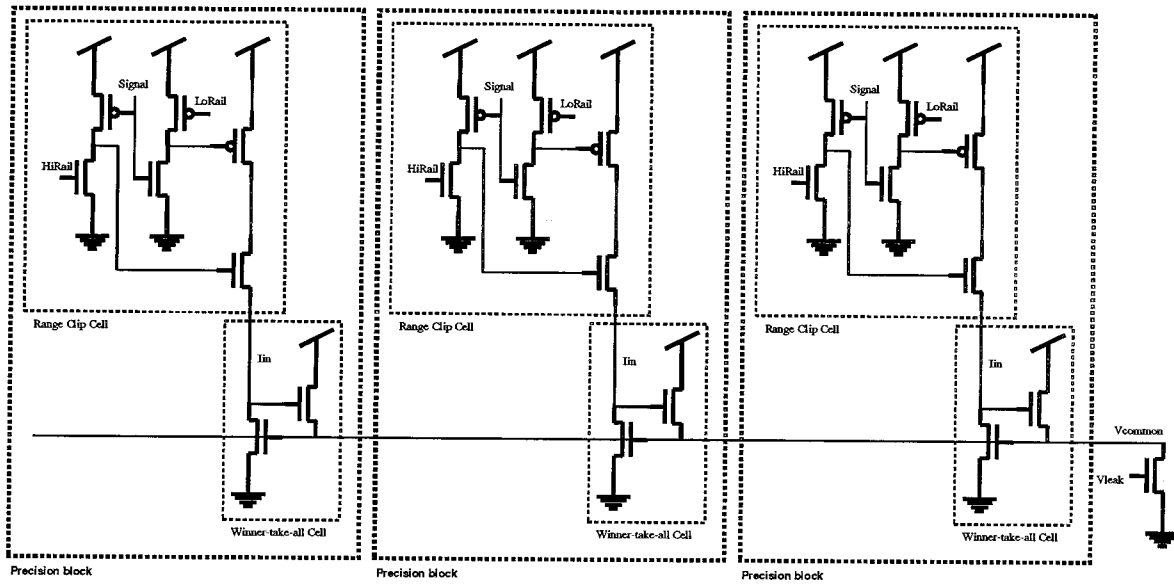 Signal
LoRail
HiRail
Range Clip Cell
Iin
Winner-take-all Cell
Precision block
Signal
LoRail
HiRail
Range Clip Cell
Iin
Winner-take-all Cell
Precision block
Signal
LoRail
HiRail
Range Clip Cell
Iin
Winner-take-all Cell
Precision block
Vcommon
Vleak